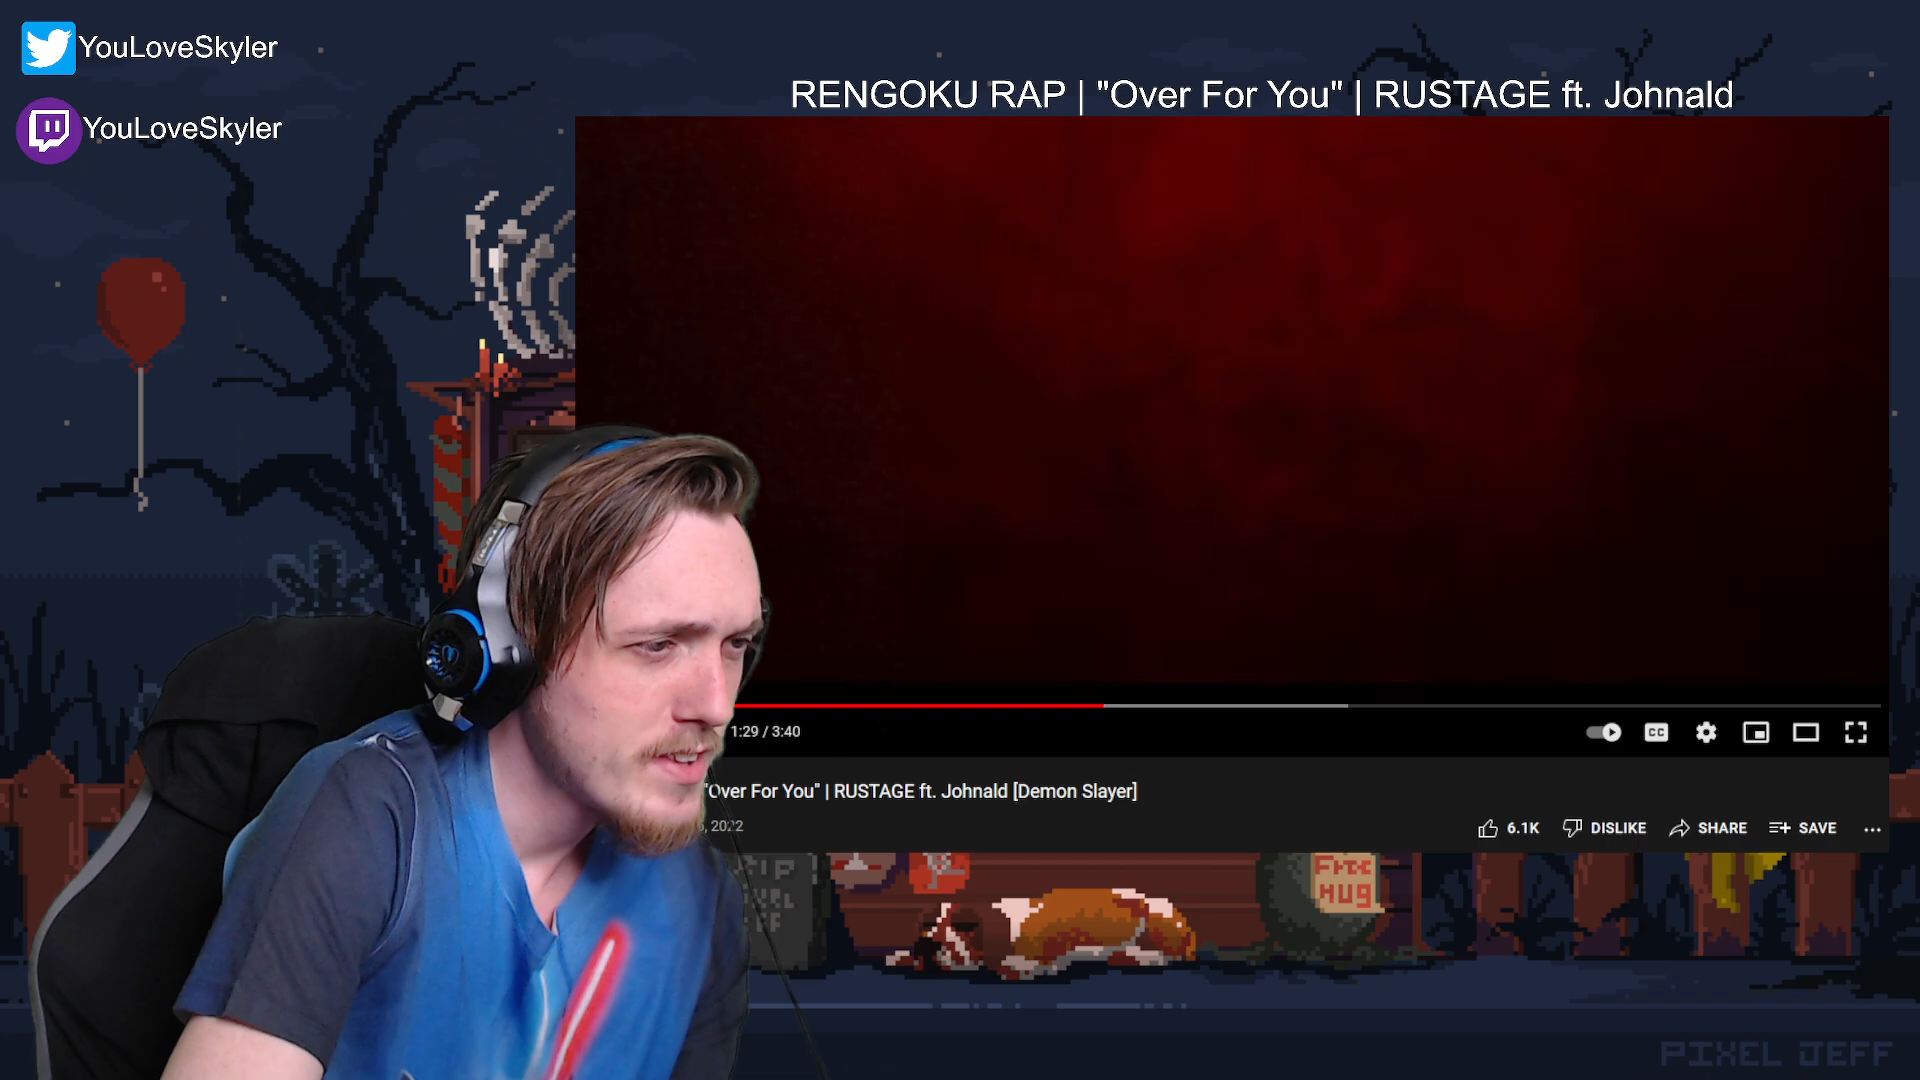 YouLoveSkyler
YouLoveSkyler
RENGOKU RAP | "Over For You" | RUSTAGE ft. Johnald
1:29 / 3:40
CC
"Over For You" | RUSTAGE ft. Johnald [Demon Slayer]
, 2022
6.1K DISLIKE SHARE SAVE
Free
HUg
PIXEL JEFF